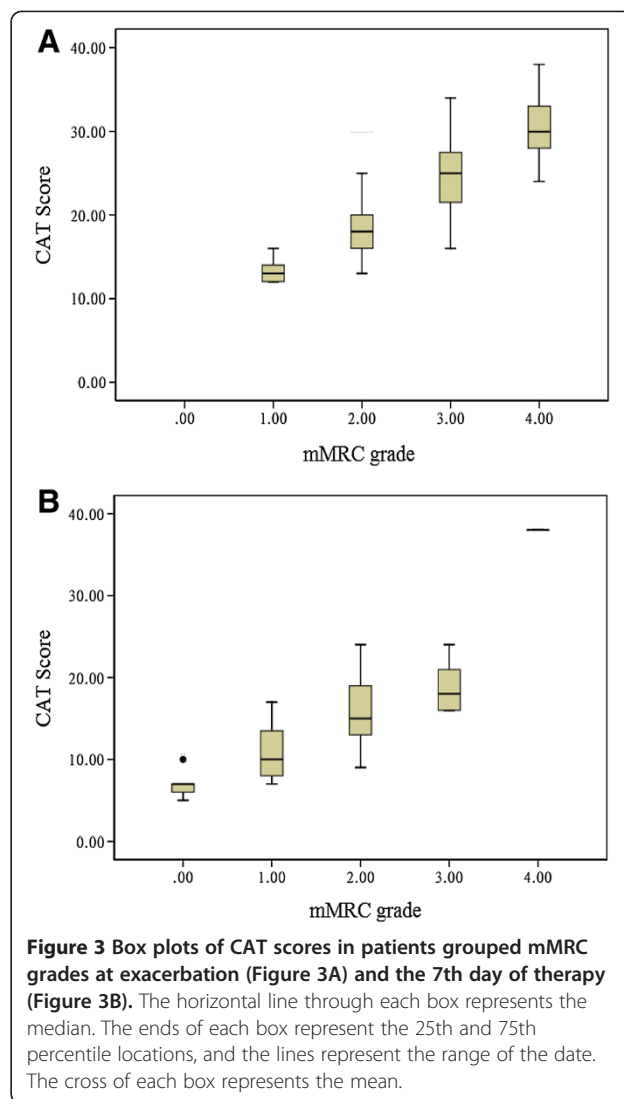 A
40.00
30.00
20.00
10.00
0.00
CAT Score
.00 1.00 2.00 3.00 4.00
mMRC grade
B
40.00
30.00
20.00
10.00
0.00
CAT Score
.00 1.00 2.00 3.00 4.00
mMRC grade
Figure 3 Box plots of CAT scores in patients grouped mMRC
grades at exacerbation (Figure 3A) and the 7th day of therapy
(Figure 3B). The horizontal line through each box represents the
median. The ends of each box represent the 25th and 75th
percentile locations, and the lines represent the range of the date.
The cross of each box represents the mean.